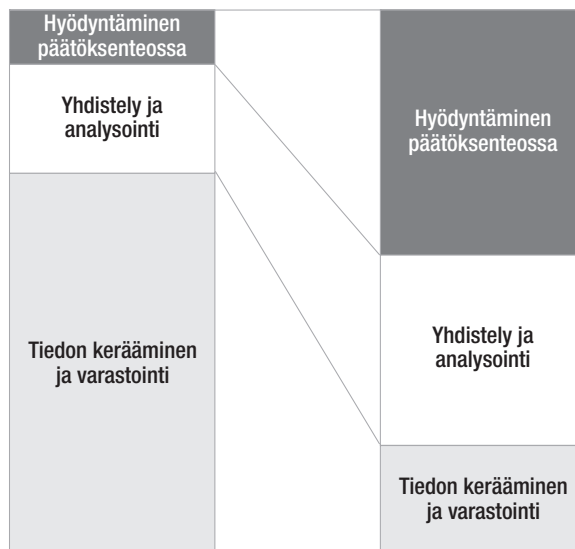 Hyödyntäminen
päätöksenteossa
Yhdistely ja
analysointi
Tiedon kerääminen
ja varastointi
Hyödyntäminen
päätöksenteossa
Yhdistely ja
analysointi
Tiedon kerääminen
ja varastointi